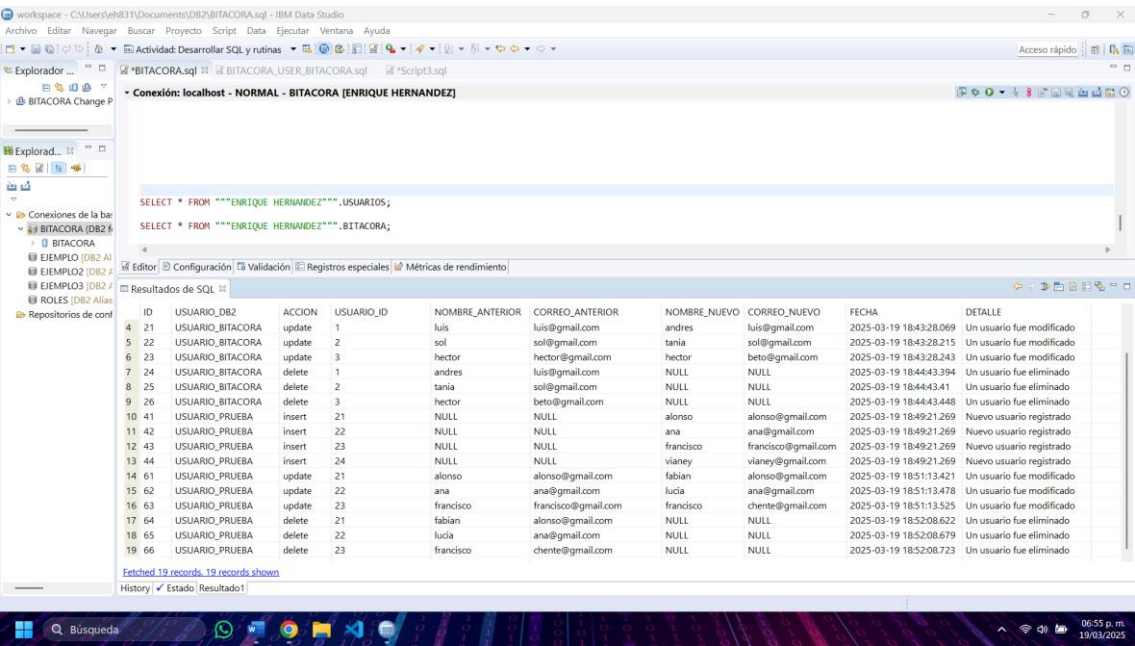 workspace - C:\Users\eh831\Documents\DB2\BITACORA.sql - IBM Data Studio
Archivo Editar Navegar Buscar Proyecto Script Data Ejecutar Ventana Ayuda
Actividad: Desarrollar SQL y rutinas Acceso rápido
Explorador ... *BITACORA.sql BITACORA_USER_BITACORA.sql *Script3.sql
BITACORA Change P
Conexión: localhost - NORMAL - BITACORA [ENRIQUE HERNANDEZ]
SELECT * FROM """ENRIQUE HERNANDEZ""".USUARIOS;
SELECT * FROM """ENRIQUE HERNANDEZ""".BITACORA;
Explorad...
Conexiones de la bas
BITACORA (DB2 f
BITACORA
EJEMPLO [DB2 Al
EJEMPLO2 [DB2 A
EJEMPLO3 [DB2 A
ROLES [DB2 Alias
Repositorios de conf
Editor Configuración Validación Registros especiales Métricas de rendimiento
Resultados de SQL
ID USUARIO_DB2 ACCION USUARIO_ID NOMBRE_ANTERIOR CORREO_ANTERIOR NOMBRE_NUEVO CORREO_NUEVO FECHA DETALLE
4 21 USUARIO_BITACORA update 1 luis luis@gmail.com andres luis@gmail.com 2025-03-19 18:43:28.069 Un usuario fue modificado
5 22 USUARIO_BITACORA update 2 sol sol@gmail.com tania sol@gmail.com 2025-03-19 18:43:28.215 Un usuario fue modificado
6 23 USUARIO_BITACORA update 3 hector hector@gmail.com hector beto@gmail.com 2025-03-19 18:43:28.243 Un usuario fue modificado
7 24 USUARIO_BITACORA delete 1 andres luis@gmail.com NULL NULL 2025-03-19 18:44:43.394 Un usuario fue eliminado
8 25 USUARIO_BITACORA delete 2 tania sol@gmail.com NULL NULL 2025-03-19 18:44:43.41 Un usuario fue eliminado
9 26 USUARIO_BITACORA delete 3 hector beto@gmail.com NULL NULL 2025-03-19 18:44:43.448 Un usuario fue eliminado
10 41 USUARIO_PRUEBA insert 21 NULL NULL alonso alonso@gmail.com 2025-03-19 18:49:21.269 Nuevo usuario registrado
11 42 USUARIO_PRUEBA insert 22 NULL NULL ana ana@gmail.com 2025-03-19 18:49:21.269 Nuevo usuario registrado
12 43 USUARIO_PRUEBA insert 23 NULL NULL francisco francisco@gmail.com 2025-03-19 18:49:21.269 Nuevo usuario registrado
13 44 USUARIO_PRUEBA insert 24 NULL NULL vianey vianey@gmail.com 2025-03-19 18:49:21.269 Nuevo usuario registrado
14 61 USUARIO_PRUEBA update 21 alonso alonso@gmail.com fabian alonso@gmail.com 2025-03-19 18:51:13.421 Un usuario fue modificado
15 62 USUARIO_PRUEBA update 22 ana ana@gmail.com lucia ana@gmail.com 2025-03-19 18:51:13.478 Un usuario fue modificado
16 63 USUARIO_PRUEBA update 23 francisco francisco@gmail.com francisco chente@gmail.com 2025-03-19 18:51:13.525 Un usuario fue modificado
17 64 USUARIO_PRUEBA delete 21 fabian alonso@gmail.com NULL NULL 2025-03-19 18:52:08.622 Un usuario fue eliminado
18 65 USUARIO_PRUEBA delete 22 lucia ana@gmail.com NULL NULL 2025-03-19 18:52:08.679 Un usuario fue eliminado
19 66 USUARIO_PRUEBA delete 23 francisco chente@gmail.com NULL NULL 2025-03-19 18:52:08.723 Un usuario fue eliminado
Fetched 19 records. 19 records shown
History Estado Resultado1
Búsqueda
06:55 p. m.
19/03/2025